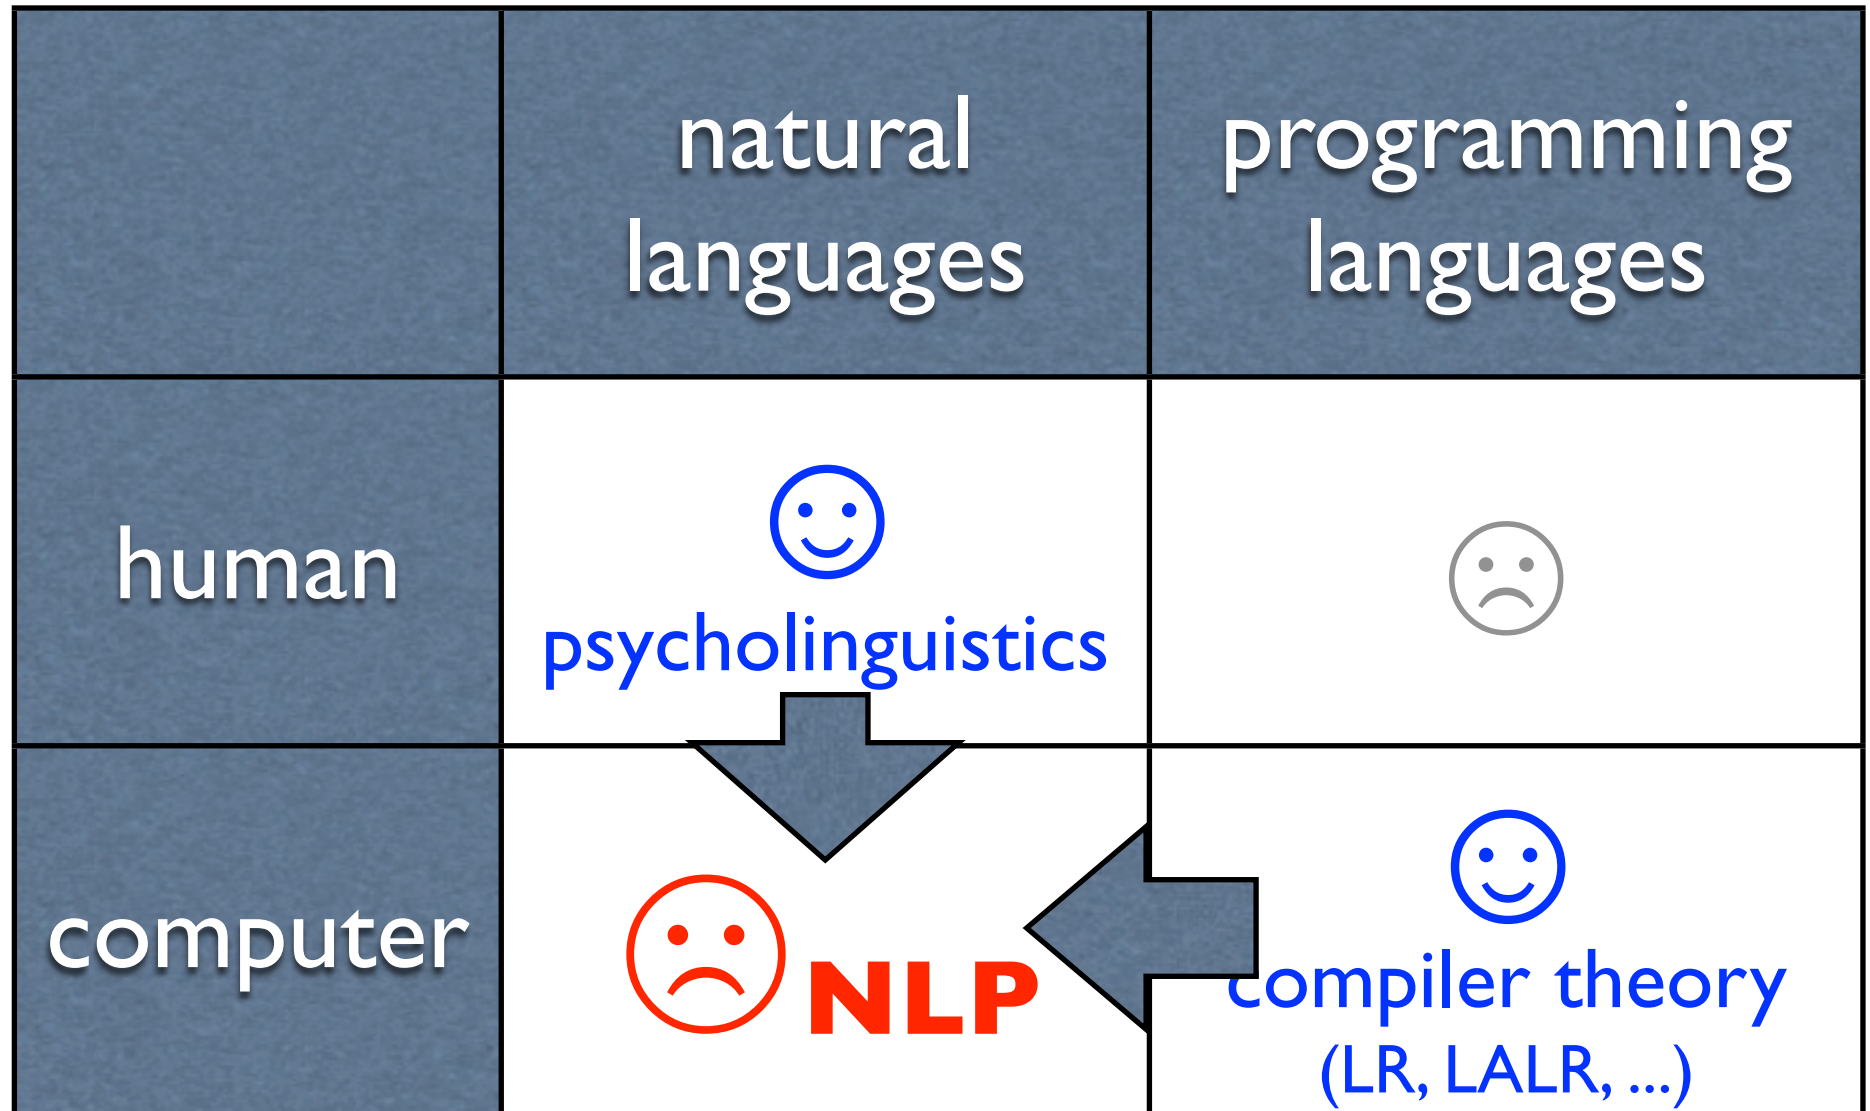 natural
languages
programming
languages
human
psycholinguistics
computer
NLP
compiler theory
(LR, LALR, ...)